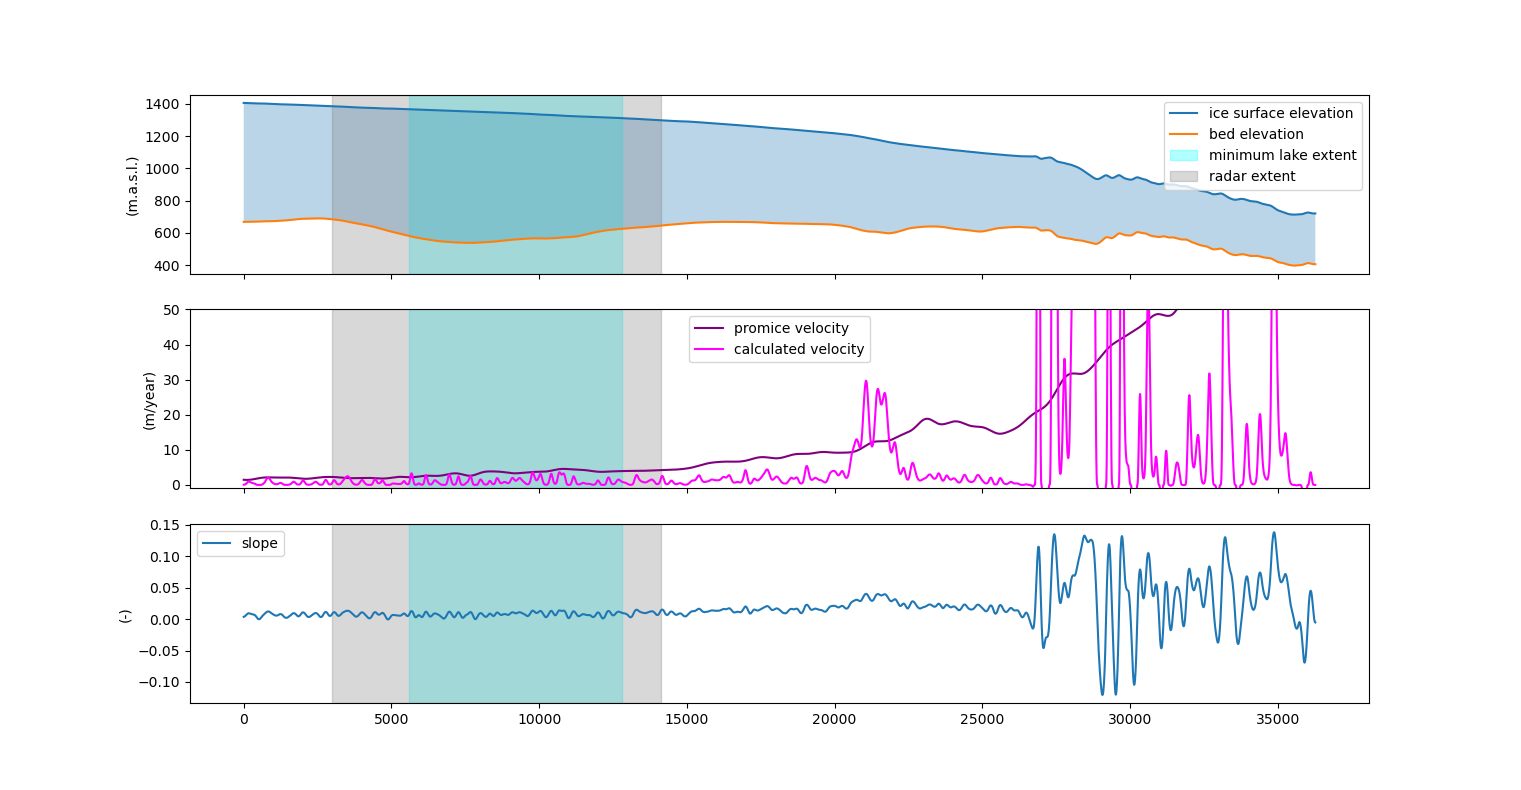 1400
1200
1000
800
600
400
(m.a.s.l.)
ice surface elevation
bed elevation
minimum lake extent
radar extent
50
40
30
20
10
0
(m/year)
promice velocity
calculated velocity
0.15
0.10
0.05
0.00
−0.05
−0.10
(-)
slope
0 5000 10000 15000 20000 25000 30000 35000